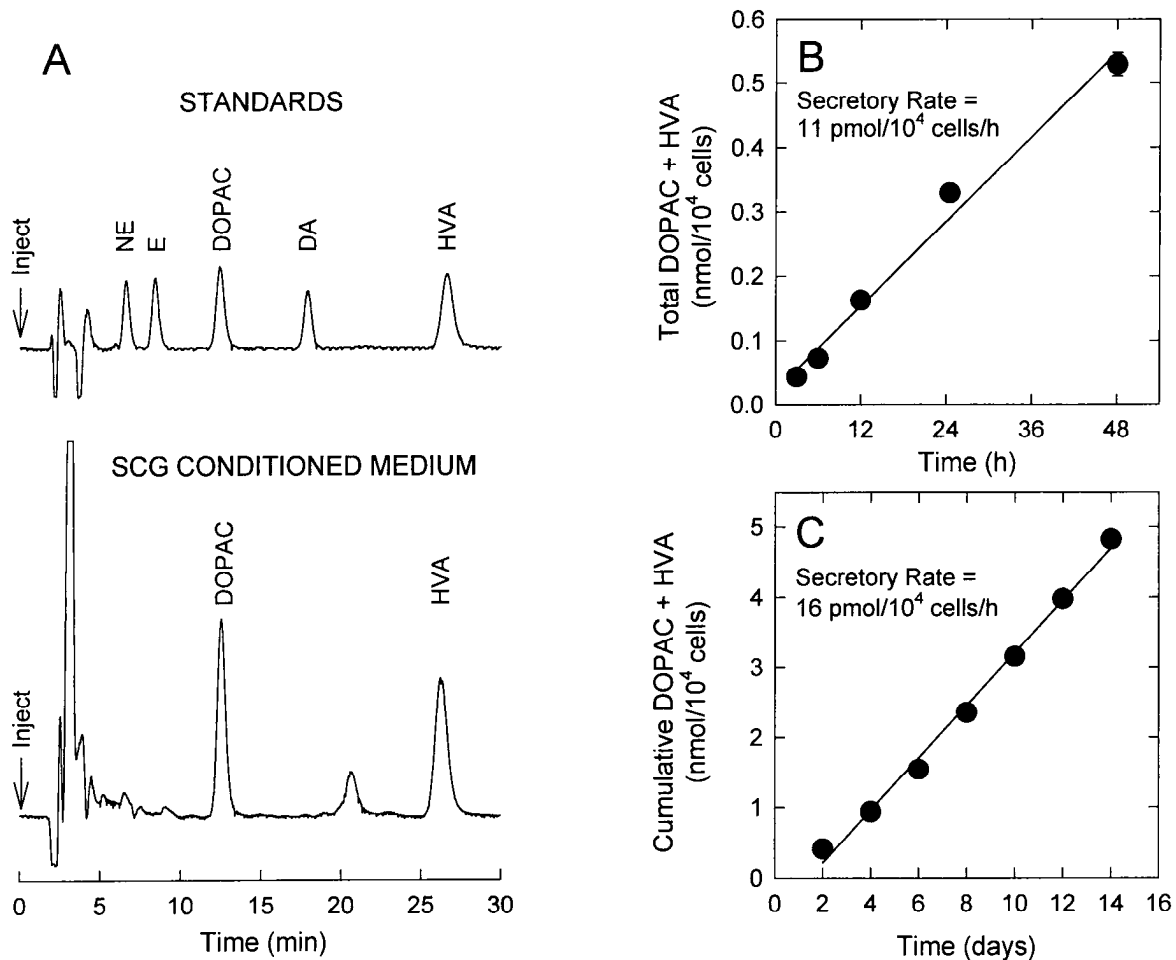 A
STANDARDS
Inject
NE
E
DOPAC
DA
HVA
SCG CONDITIONED MEDIUM
Inject
DOPAC
HVA
0 5 10 15 20 25 30
Time (min)
B
Secretory Rate =
11 pmol/10⁴ cells/h
Total DOPAC + HVA
(nmol/10⁴ cells)
0.6
0.5
0.4
0.3
0.2
0.1
0.0
0 12 24 36 48
Time (h)
C
Secretory Rate =
16 pmol/10⁴ cells/h
Cumulative DOPAC + HVA
(nmol/10⁴ cells)
5
4
3
2
1
0
0 2 4 6 8 10 12 14 16
Time (days)